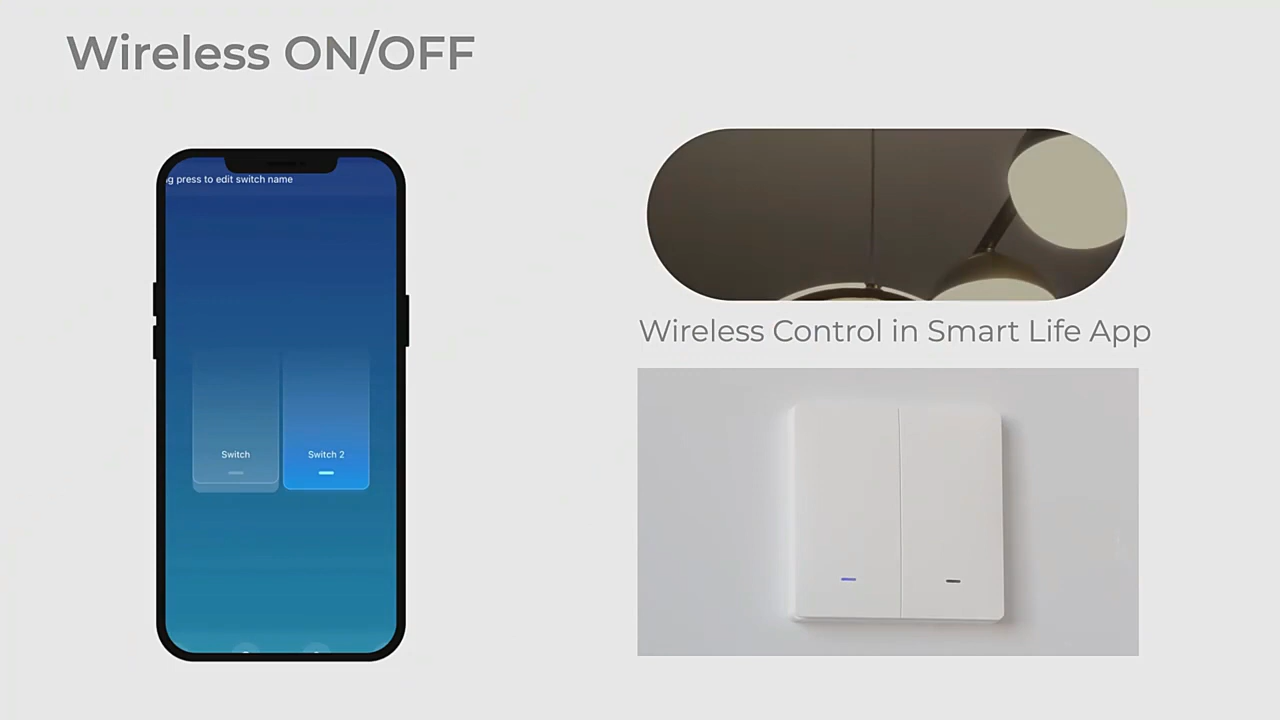 Wireless ON/OFF
press to edit switch name
Switch
Switch 2
Wireless Control in Smart Life App